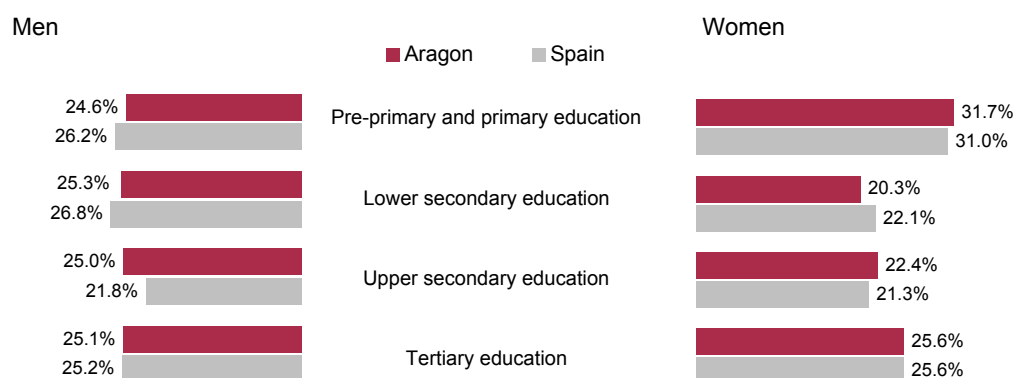 Men
Women
Aragon
Spain
24.6%
26.2%
Pre-primary and primary education
31.7%
31.0%
25.3%
26.8%
Lower secondary education
20.3%
22.1%
25.0%
21.8%
Upper secondary education
22.4%
21.3%
25.1%
25.2%
Tertiary education
25.6%
25.6%